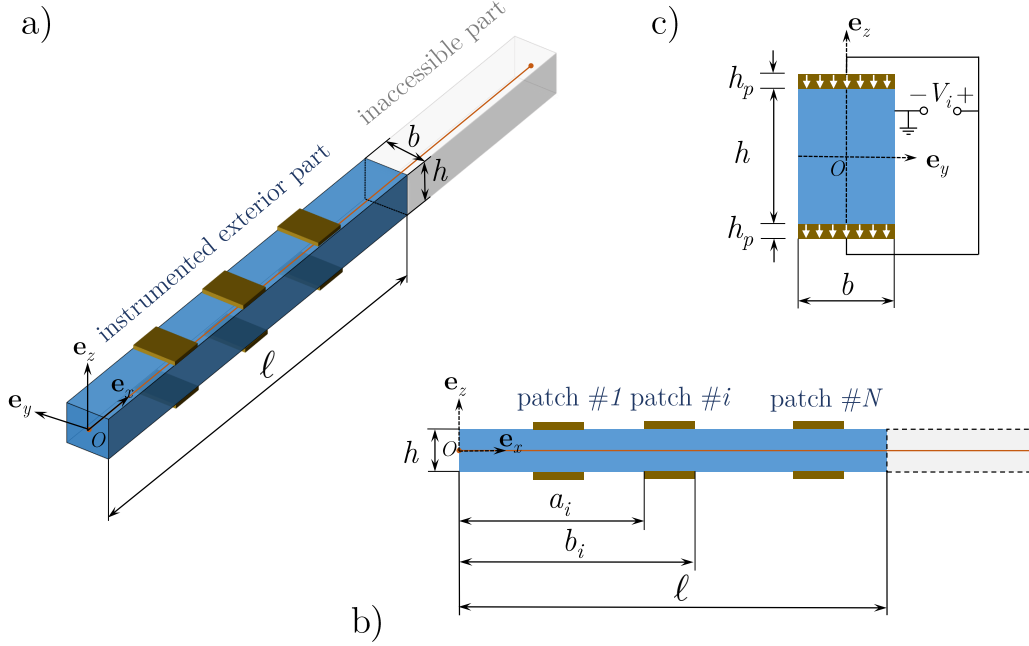 a)
inaccessible part
b
h
instrumented exterior part
ℓ
e_z
e_x
e_y
O
c)
e_z
h_p
− V_i +
h
O
e_y
h_p
b
e_z
patch #1 patch #i patch #N
h
O
e_x
a_i
b_i
ℓ
b)